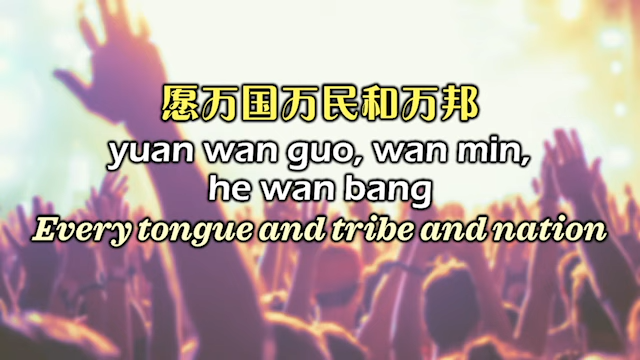 愿万国万民和万邦
yuan wan guo, wan min,
he wan bang
Every tongue and tribe and nation